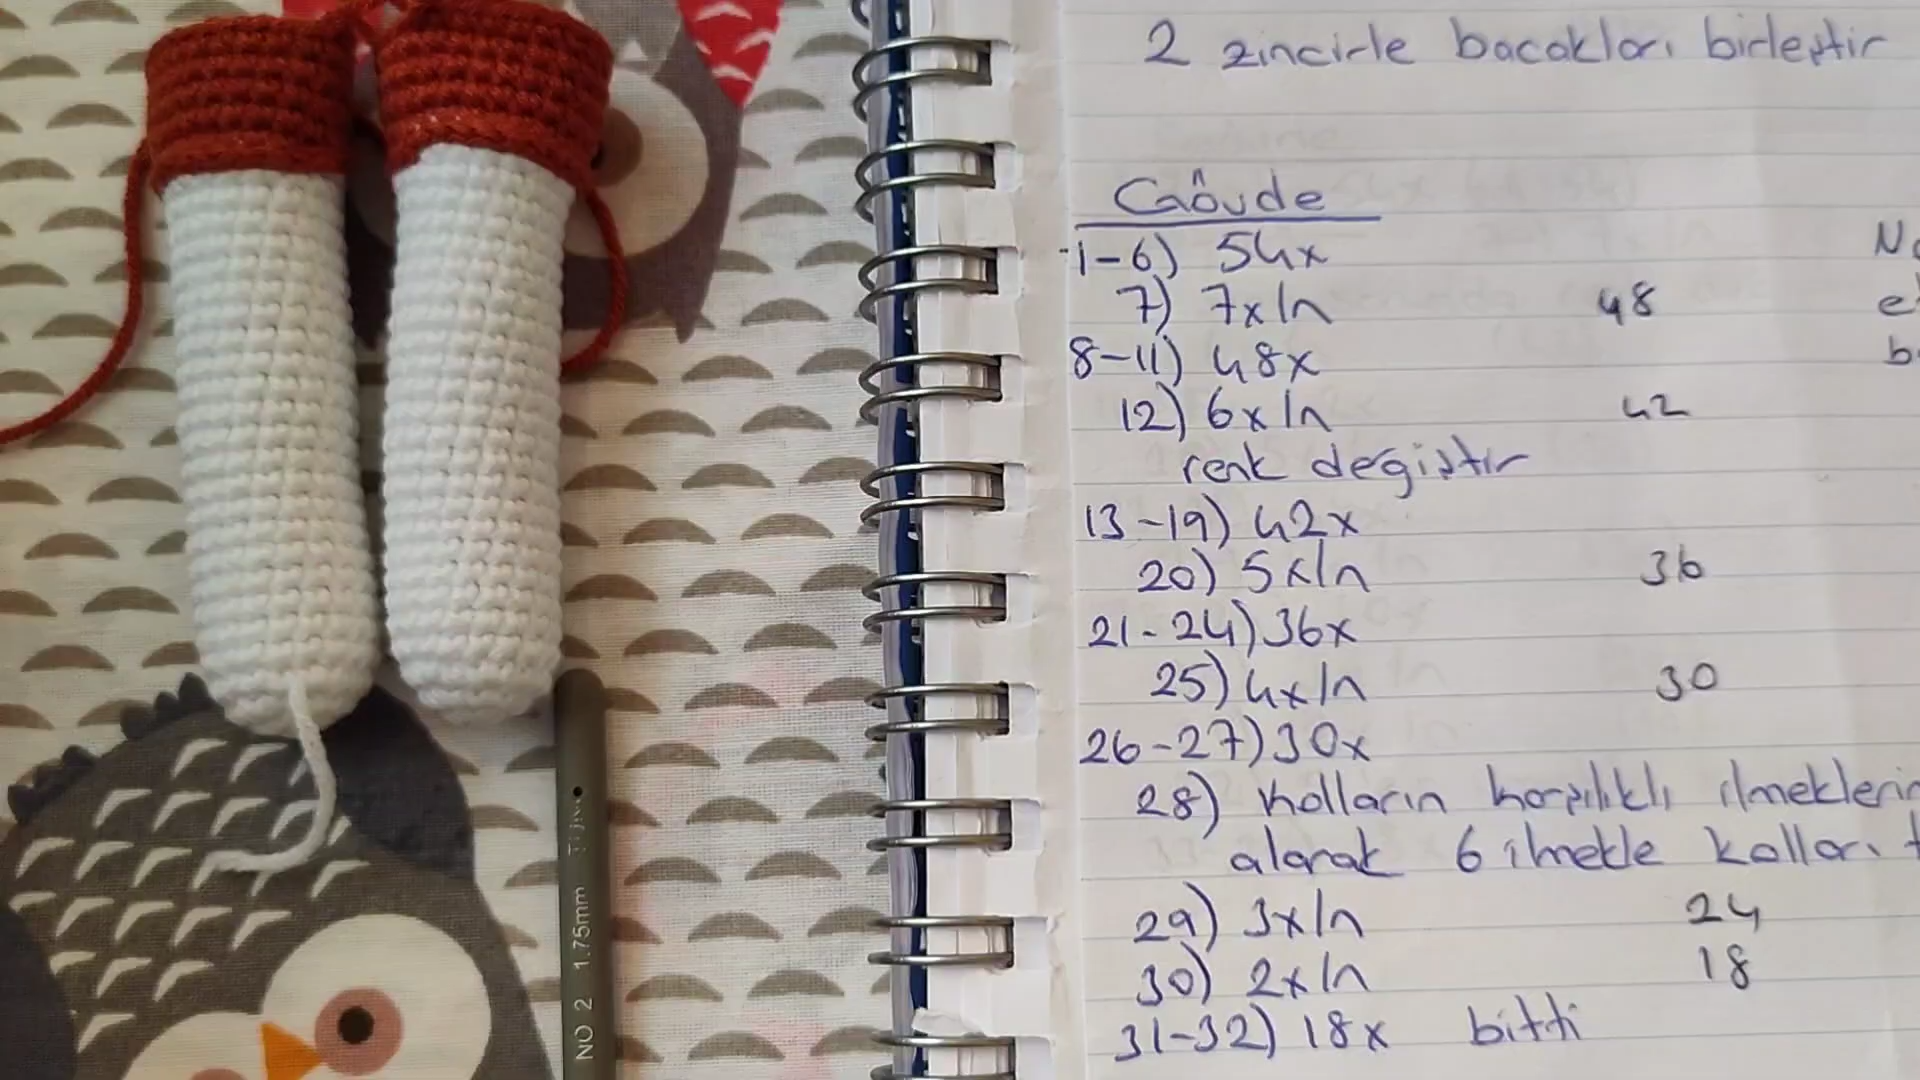 2 zincirle bacakları birleştir
Gövde
1-6) 54x
7) 7x1n 48
8-11) 48x
12) 6x1n 42
renk değiştir
13-19) 42x
20) 5x1n 36
21-24) 36x
25) 4x1n 30
26-27) 30x
28) Kolların karşılıklı ilmeklerin
alarak 6 ilmekle kolları t
29) 3x1n 24
30) 2x1n 18
31-32) 18x bitti
NO 2 1.75mm